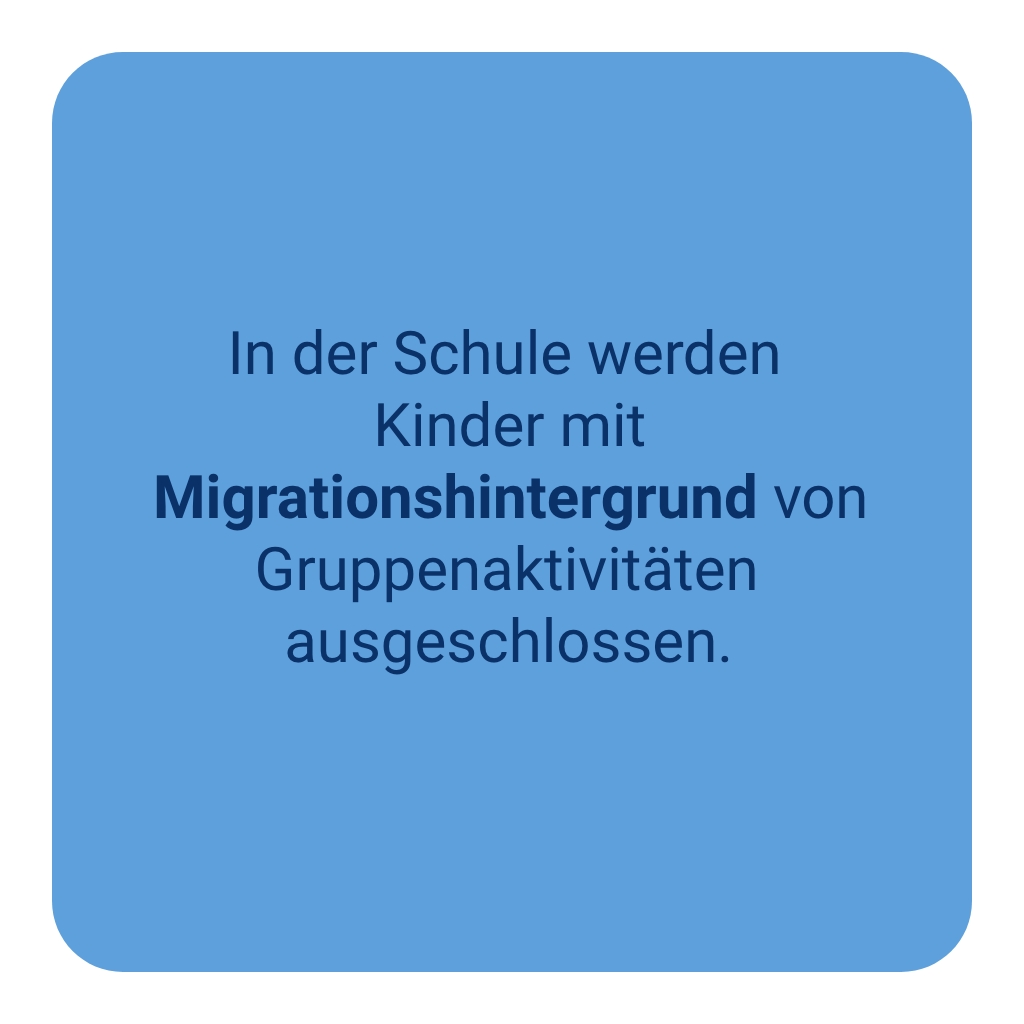 In der Schule werden
Kinder mit
Migrationshintergrund von
Gruppenaktivitäten
ausgeschlossen.